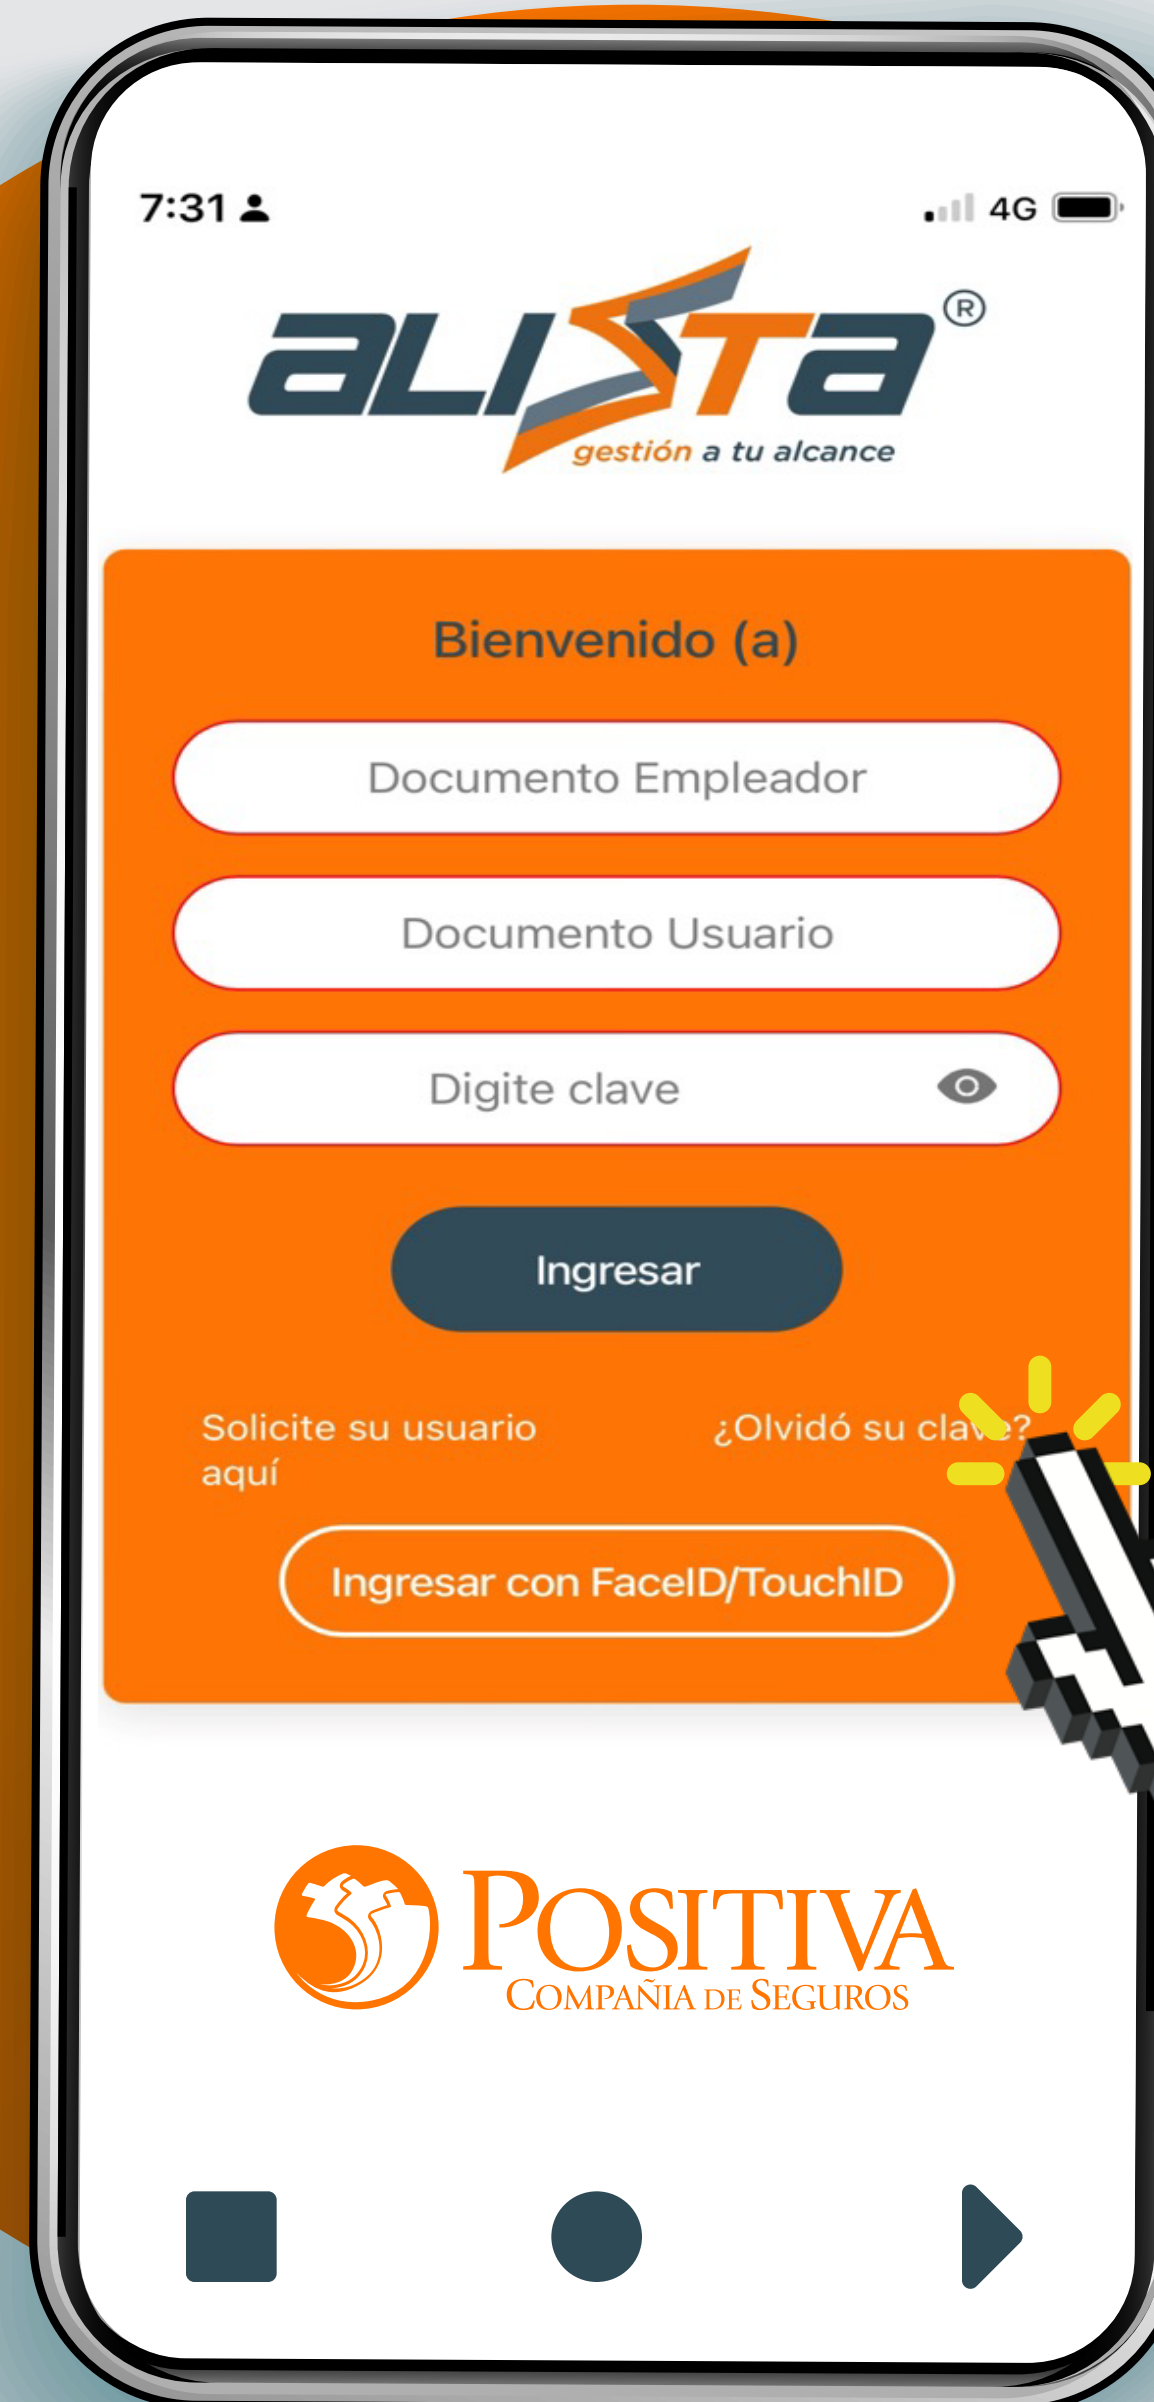 7:31
4G
ALISTA®
gestión a tu alcance
Bienvenido (a)
Documento Empleador
Documento Usuario
Digite clave
Ingresar
Solicite su usuario
aquí
¿Olvidó su clave?
Ingresar con FaceID/TouchID
POSITIVA
COMPAÑIA DE SEGUROS